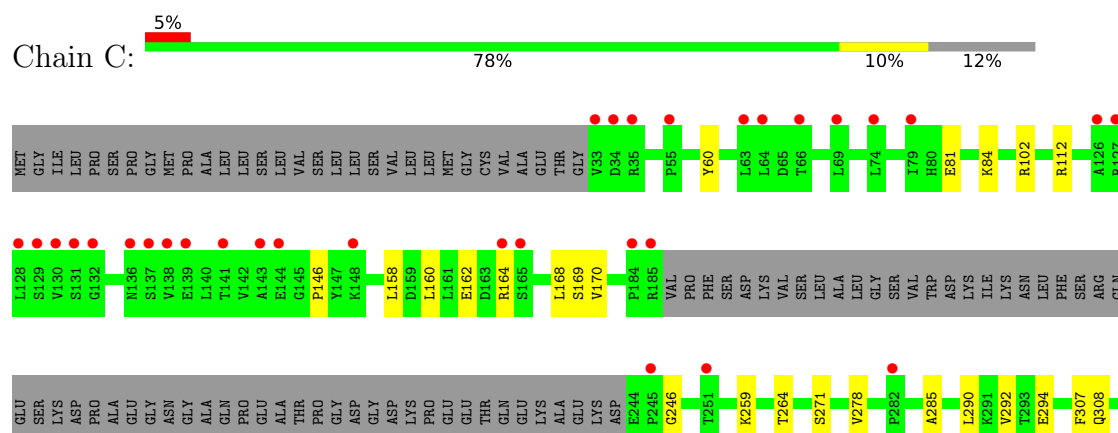 5%
Chain C:
78% 10% 12%
MET GLY ILE LEU PRO SER PRO GLY MET PRO ALA LEU LEU SER LEU VAL SER LEU LEU SER VAL LEU LEU MET GLY CYS VAL ALA GLU THR GLY V33 D34 R35 P55 Y60 L63 L64 D65 T66 L69 L74 I79 H80 E81 K84 R102 R112 A126
L128 S129 V130 S131 G132 N136 S137 V138 E139 L140 T141 V142 A143 E144 G145 P146 Y147 K148 L158 D159 L160 L161 E162 D163 R164 S165 L168 S169 V170 P184 R185 VAL PRO PHE SER ASP LYS VAL SER LEU ALA LEU GLY SER VAL TRP ASP LYS ILE LYS ASN LEU PHE SER ARG GLN
GLU SER LYS ASP PRO ALA GLU GLY ASN GLY ALA GLN PRO GLU ALA THR PRO GLY ASP GLY ASP LYS PRO GLU GLU THR GLN GLU LYS ALA GLU LYS ASP E244 P245 G246 T251 K259 T264 S271 V278 P282 A285 L290 K291 V292 T293 E294 F307 Q308